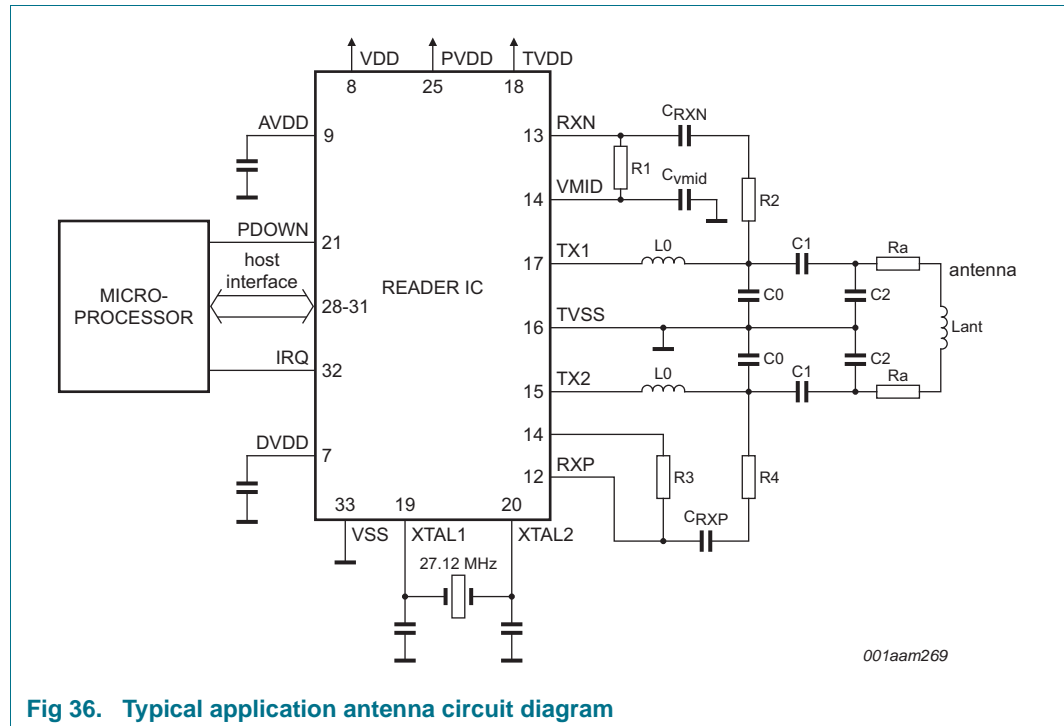 VDD PVDD TVDD
8 25 18
AVDD 9
13 RXN CRXN
R1
14 VMID Cvmid
R2
PDOWN 21
17 TX1 L0 C1 Ra
antenna
host
interface
READER IC
MICRO-
PROCESSOR
28-31
C0 C2
16 TVSS
Lant
IRQ 32
C0 C2
15 TX2 L0 C1 Ra
14
DVDD 7
12 RXP R3 R4
CRXP
33 19 20
VSS XTAL1 XTAL2
27.12 MHz
001aam269
Fig 36. Typical application antenna circuit diagram